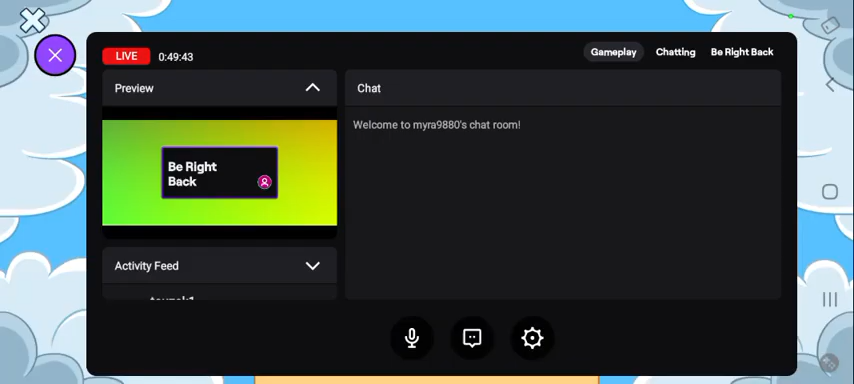 LIVE 0:49:43 Gameplay Chatting Be Right Back
Preview
Be Right
Back
Activity Feed
Chat
Welcome to myra9880's chat room!